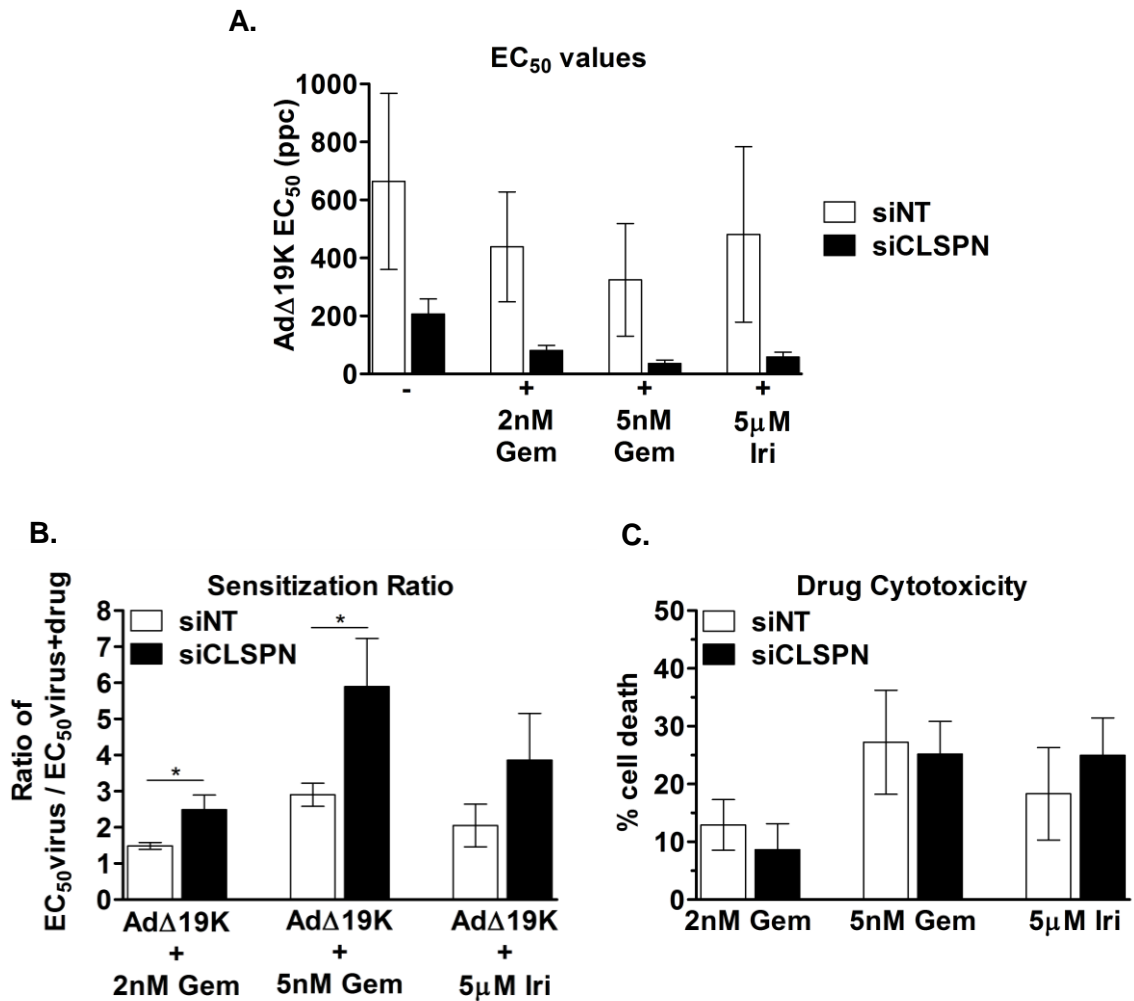 A.
EC₅₀ values
AdΔ19K EC₅₀ (ppc)
1000
800
600
400
200
0
siNT
siCLSPN
- + + +
2nM 5nM 5μM
Gem Gem Iri
B.
Sensitization Ratio
Ratio of
EC₅₀virus / EC₅₀virus+drug
8
7
6
5
4
3
2
1
0
siNT
siCLSPN
* *
AdΔ19K AdΔ19K AdΔ19K
+ + +
2nM Gem 5nM Gem 5μM Iri
C.
Drug Cytotoxicity
% cell death
50
40
30
20
10
0
siNT
siCLSPN
2nM Gem 5nM Gem 5μM Iri